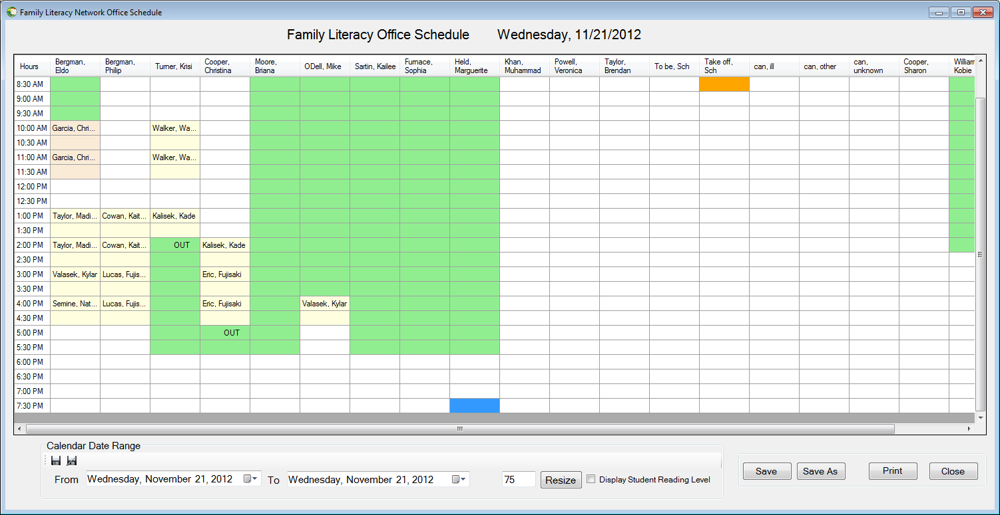 Family Literacy Network Office Schedule
Family Literacy Office Schedule Wednesday, 11/21/2012
Hours Bergman, Eldo Bergman, Philip Turner, Krisi Cooper, Christina Moore, Briana ODell, Mike Sartin, Kailee Furnace, Sophia Held, Marguerite Khan, Muhammad Powell, Veronica Taylor, Brendan To be, Sch Take off, Sch can, ill can, other can, unknown Cooper, Sharon William Kobie
8:30 AM
9:00 AM
9:30 AM
10:00 AM Garcia, Chri... Walker, Wa...
10:30 AM
11:00 AM Garcia, Chri... Walker, Wa...
11:30 AM
12:00 PM
12:30 PM
1:00 PM Taylor, Madi... Cowan, Kait... Kalisek, Kade
1:30 PM
2:00 PM Taylor, Madi... Cowan, Kait... OUT Kalisek, Kade
2:30 PM
3:00 PM Valasek, Kylar Lucas, Fujis... Eric, Fujisaki
3:30 PM
4:00 PM Semine, Nat... Lucas, Fujis... Eric, Fujisaki Valasek, Kylar
4:30 PM
5:00 PM OUT
5:30 PM
6:00 PM
6:30 PM
7:00 PM
7:30 PM
Calendar Date Range
From Wednesday, November 21, 2012 To Wednesday, November 21, 2012 75 Resize Display Student Reading Level
Save Save As Print Close